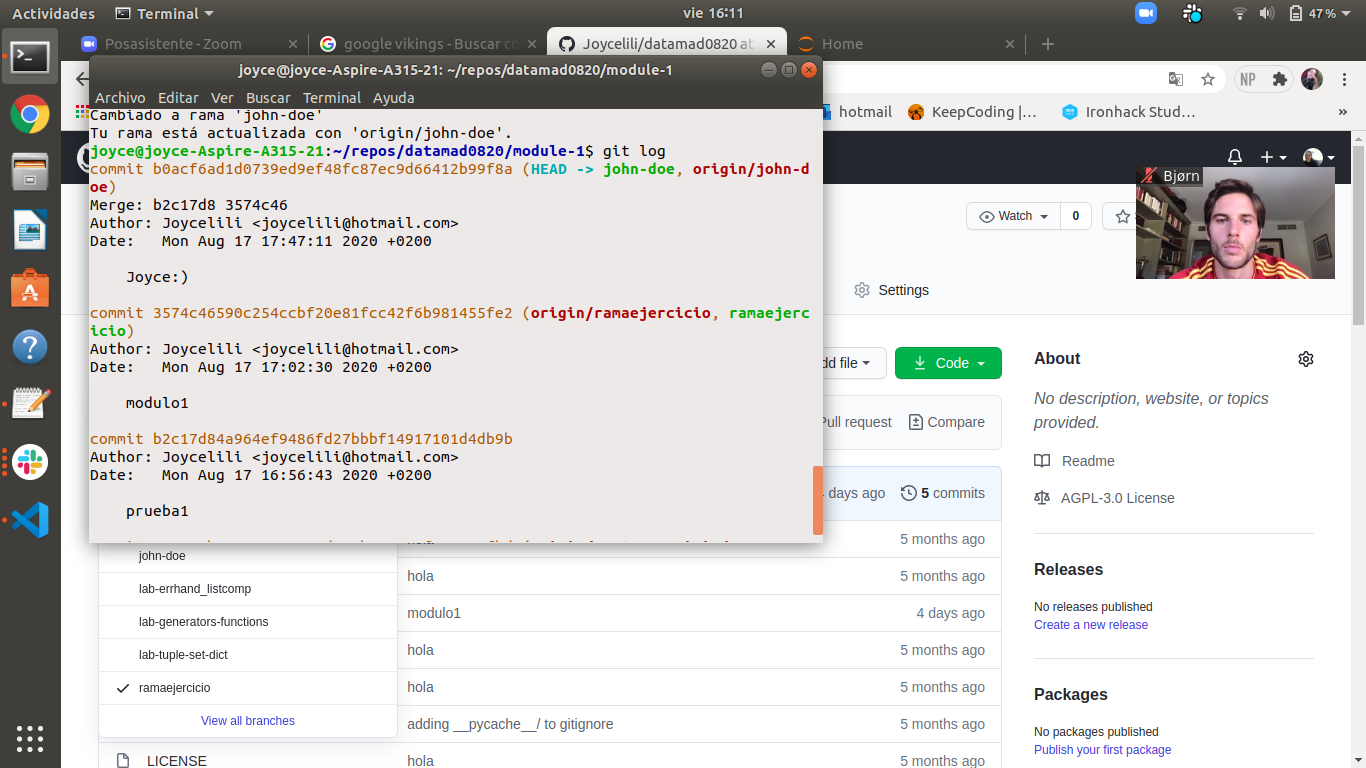 Actividades
Terminal
vie 16:11
47%
Posasistente - Zoom
google vikings - Buscar co
Joycelili/datamad0820 at
Home
joyce@joyce-Aspire-A315-21: ~/repos/datamad0820/module-1
NP
Archivo Editar Ver Buscar Terminal Ayuda
hotmail
KeepCoding |,…
Ironhack Stud…
»
Cambiado a rama 'john-doe'
Tu rama está actualizada con 'origin/john-doe'.
joyce@joyce-Aspire-A315-21:~/repos/datamad0820/module-1$ git log
commit b0acf6ad1d0739ed9ef48fc87ec9d66412b99f8a (HEAD -> john-doe, origin/john-d
oe)
Merge: b2c17d8 3574c46
Author: Joycelili <joycelili@hotmail.com>
Date:   Mon Aug 17 17:47:11 2020 +0200
Joyce:)
commit 3574c46590c254ccbf20e81fcc42f6b981455fe2 (origin/ramaejercicio, ramaejerc
icio)
Author: Joycelili <joycelili@hotmail.com>
Date:   Mon Aug 17 17:02:30 2020 +0200
modulo1
commit b2c17d84a964ef9486fd27bbbf14917101d4db9b
Author: Joycelili <joycelili@hotmail.com>
Date:   Mon Aug 17 16:56:43 2020 +0200
prueba1
Bjørn
Watch
0
Settings
dd file
Code
Pull request
Compare
days ago
5 commits
5 months ago
john-doe
lab-errhand_listcomp
lab-generators-functions
lab-tuple-set-dict
ramaejercicio
View all branches
hola
5 months ago
modulo1
4 days ago
hola
5 months ago
hola
5 months ago
adding __pycache__/ to gitignore
5 months ago
LICENSE
hola
5 months ago
About
No description, website, or topics
provided.
Readme
AGPL-3.0 License
Releases
No releases published
Create a new release
Packages
No packages published
Publish your first package